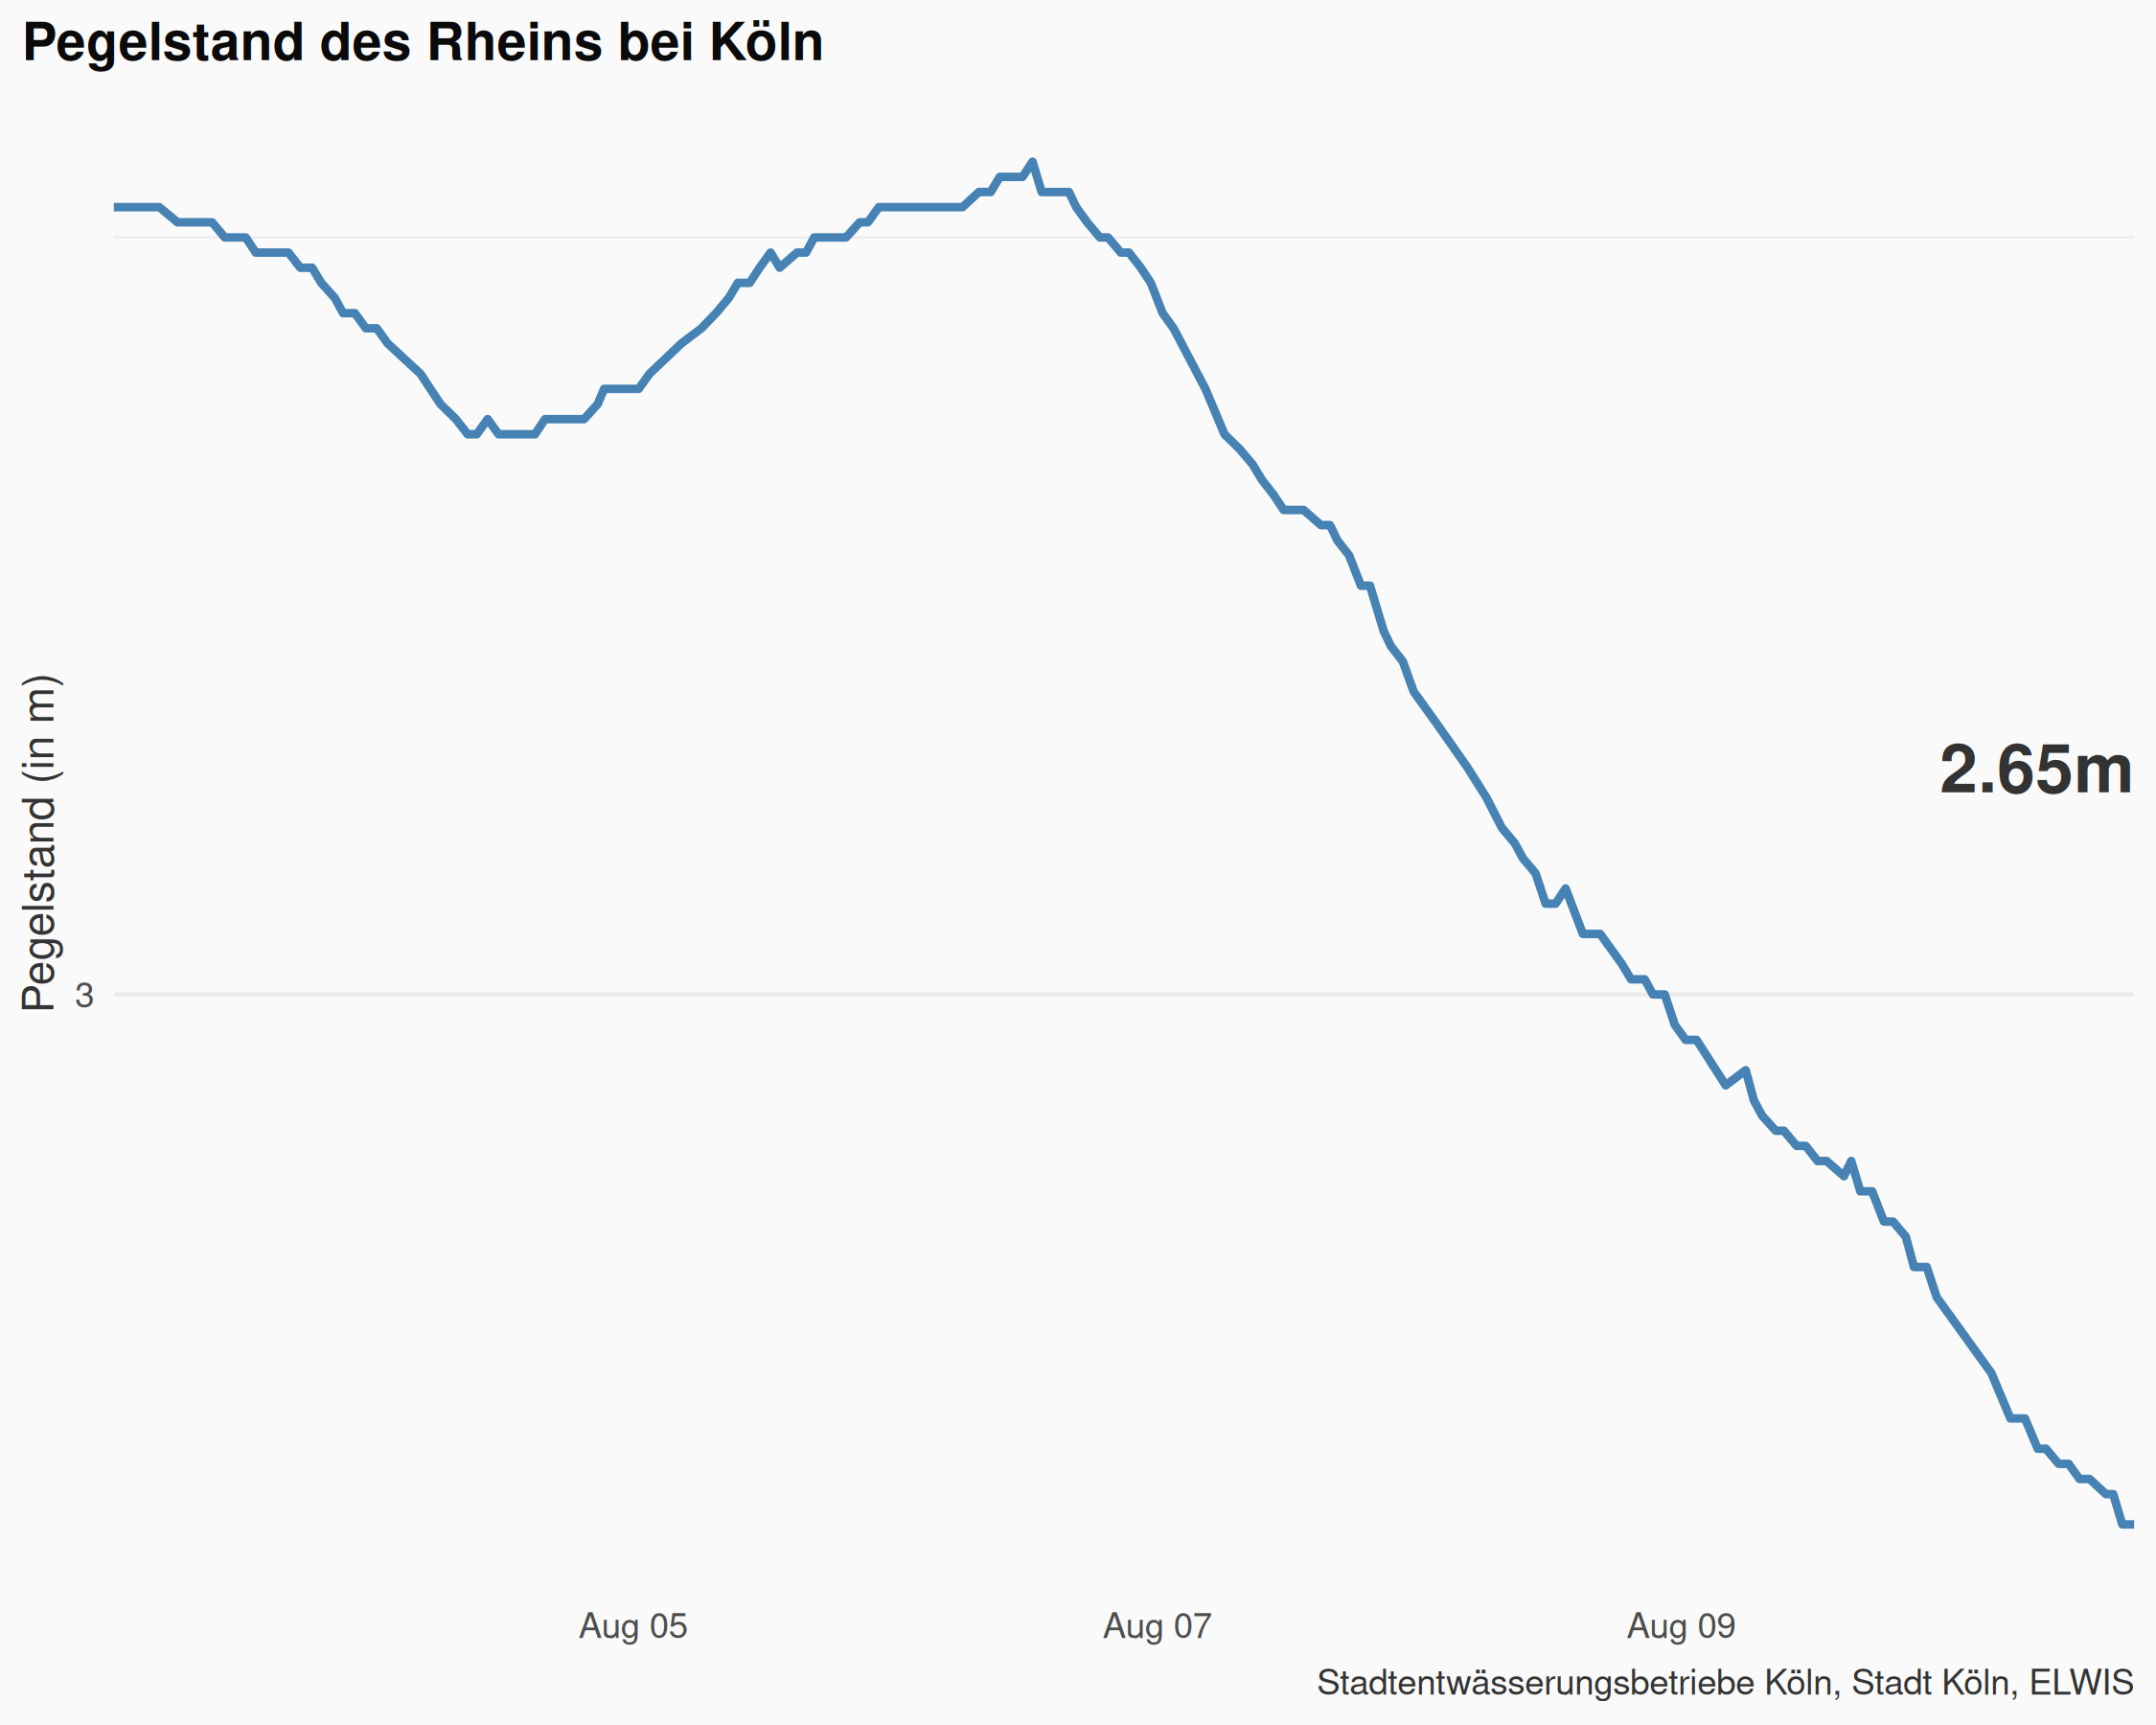 Pegelstand des Rheins bei Köln
Pegelstand (in m)
2.65m
3
Aug 05
Aug 07
Aug 09
Stadtentwässerungsbetriebe Köln, Stadt Köln, ELWIS